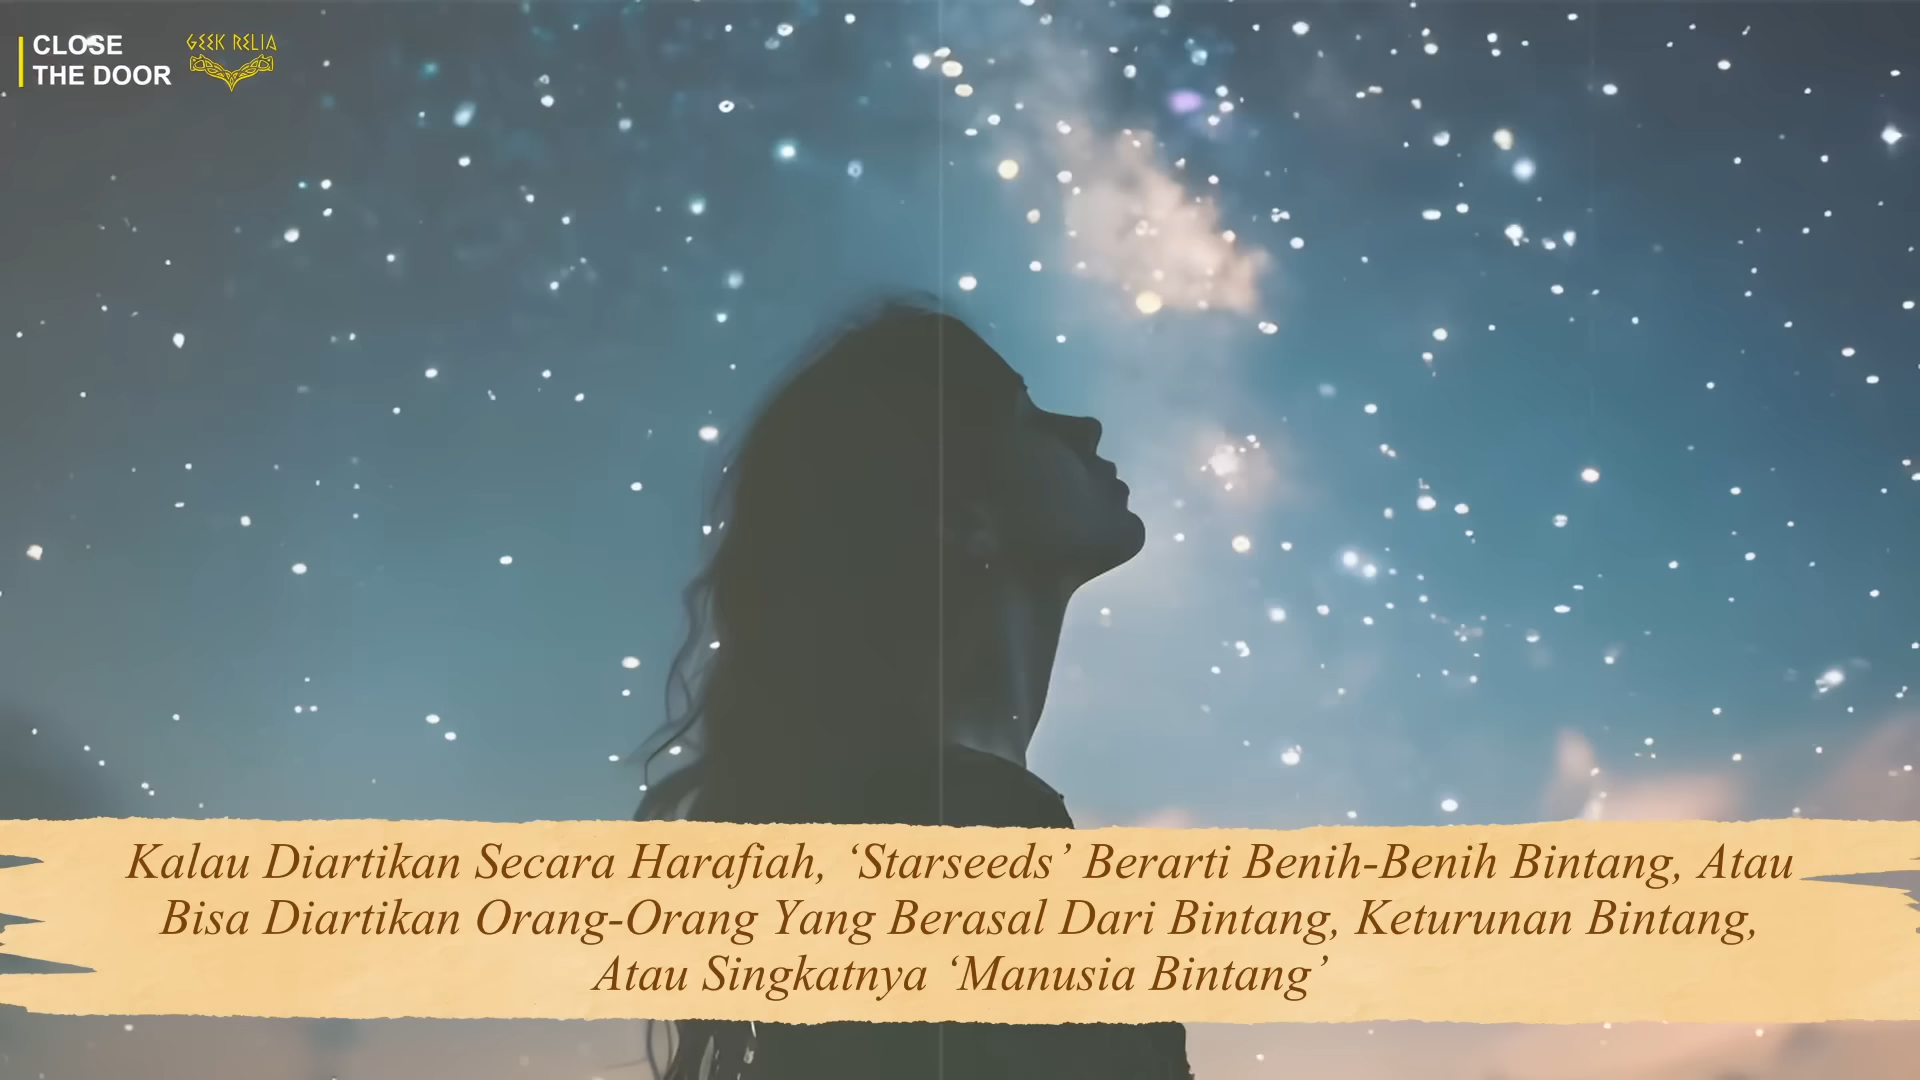 CLOSE
THE DOOR
GEEK RELIA
Kalau Diartikan Secara Harafiah, ‘Starseeds’ Berarti Benih-Benih Bintang, Atau
Bisa Diartikan Orang-Orang Yang Berasal Dari Bintang, Keturunan Bintang,
Atau Singkatnya ‘Manusia Bintang’